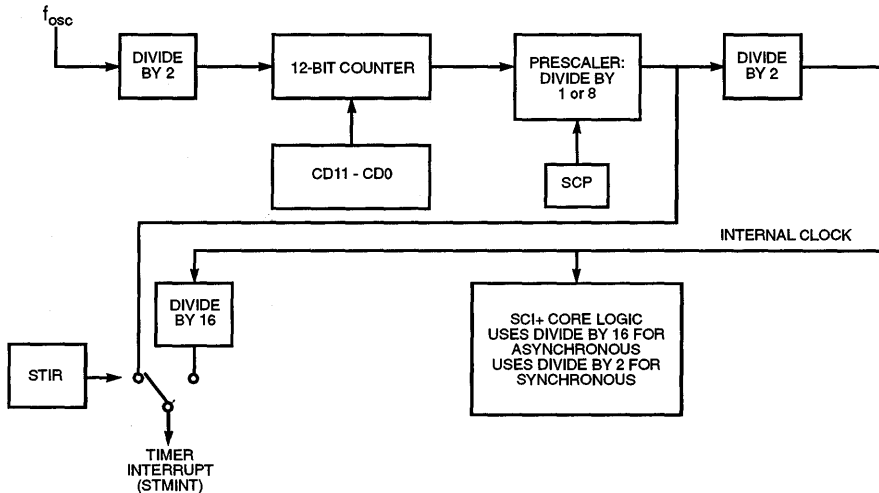 fosc
DIVIDE
BY 2
12-BIT COUNTER
PRESCALER:
DIVIDE BY
1 or 8
DIVIDE
BY 2
CD11 - CD0
SCP
INTERNAL CLOCK
DIVIDE
BY 16
SCI+ CORE LOGIC
USES DIVIDE BY 16 FOR
ASYNCHRONOUS
USES DIVIDE BY 2 FOR
SYNCHRONOUS
STIR
TIMER
INTERRUPT
(STMINT)